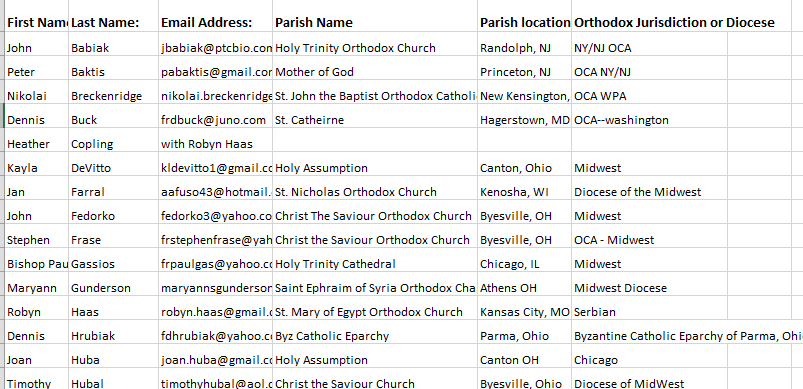 First Name Last Name: Email Address: Parish Name Parish location Orthodox Jurisdiction or Diocese
John Babiak jbabiak@ptcbio.com Holy Trinity Orthodox Church Randolph, NJ NY/NJ OCA
Peter Baktis pabaktis@gmail.com Mother of God Princeton, NJ OCA NY/NJ
Nikolai Breckenridge nikolai.breckenridge St. John the Baptist Orthodox Catholi New Kensington, OCA WPA
Dennis Buck frdbuck@juno.com St. Catheirne Hagerstown, MD OCA--washington
Heather Copling with Robyn Haas
Kayla DeVitto kldevitto1@gmail.cc Holy Assumption Canton, Ohio Midwest
Jan Farral aafuso43@hotmail. St. Nicholas Orthodox Church Kenosha, WI Diocese of the Midwest
John Fedorko fedorko3@yahoo.co Christ The Saviour Orthodox Church Byesville, OH Midwest
Stephen Frase frstephenfrase@yah Christ the Saviour Orthodox Church Byesville, OH OCA - Midwest
Bishop Pau Gassios frpaulgas@yahoo.cc Holy Trinity Cathedral Chicago, IL Midwest
Maryann Gunderson maryannsgunderson Saint Ephraim of Syria Orthodox Cha Athens OH Midwest Diocese
Robyn Haas robyn.haas@gmail.c St. Mary of Egypt Orthodox Church Kansas City, MO Serbian
Dennis Hrubiak fdhrubiak@yahoo.c Byz Catholic Eparchy Parma, Ohio Byzantine Catholic Eparchy of Parma, Ohi
Joan Huba joan.huba@gmail.cc Holy Assumption Canton OH Chicago
Timothy Hubal timothyhubal@aol.c Christ the Saviour Church Byesville, Ohio Diocese of MidWest